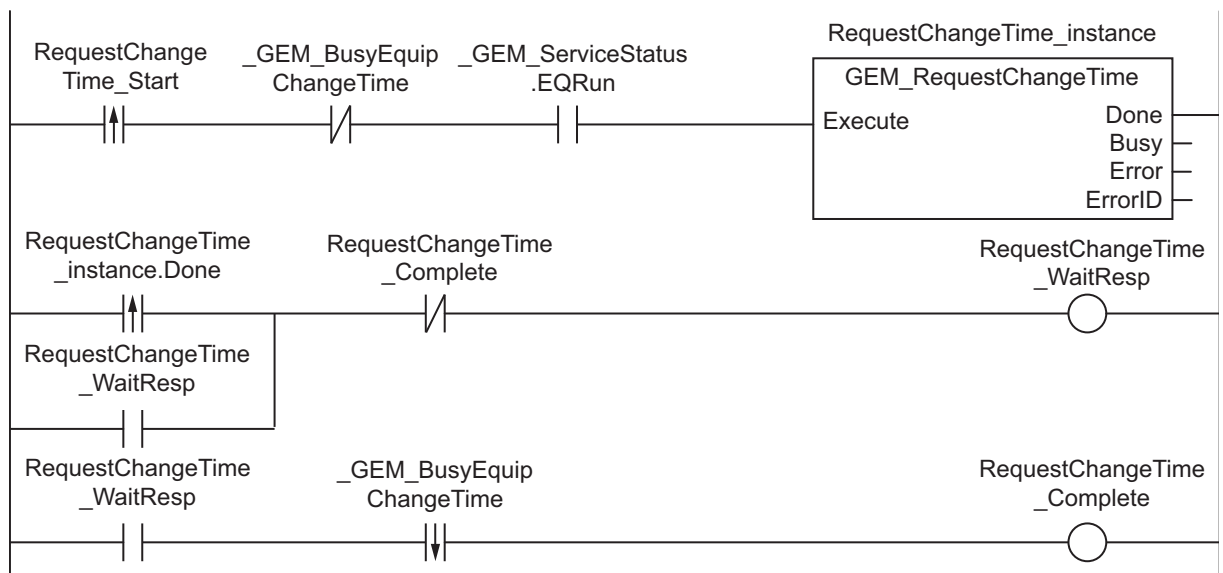 RequestChange
Time_Start
_GEM_BusyEquip
ChangeTime
_GEM_ServiceStatus
.EQRun
RequestChangeTime_instance
GEM_RequestChangeTime
Execute
Done
Busy
Error
ErrorID
RequestChangeTime
_instance.Done
RequestChangeTime
_Complete
RequestChangeTime
_WaitResp
RequestChangeTime
_WaitResp
RequestChangeTime
_WaitResp
_GEM_BusyEquip
ChangeTime
RequestChangeTime
_Complete